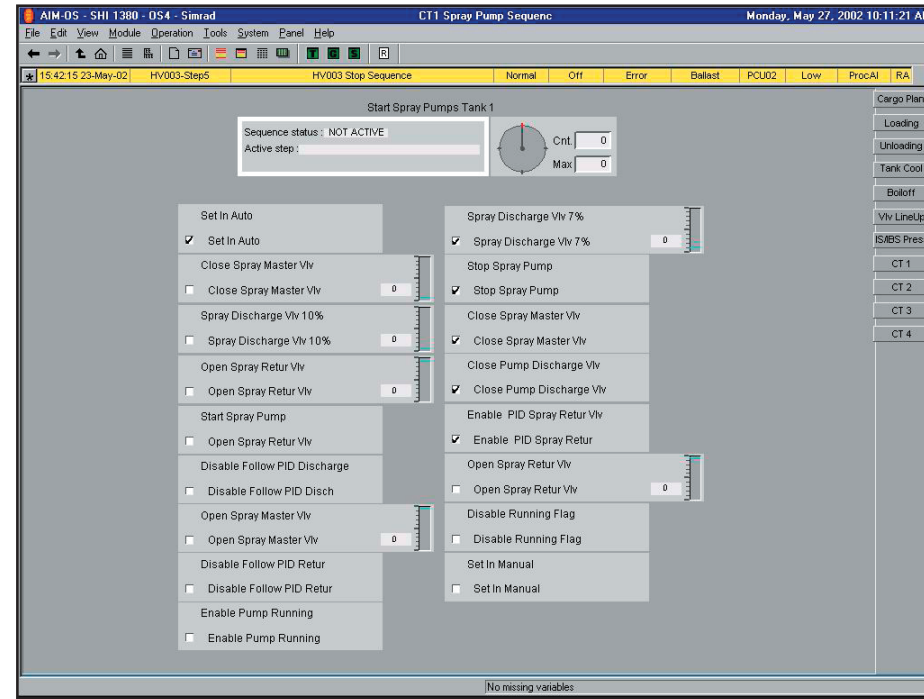 AIM-OS - SHI 1380 - OS4 - Simrad CT1 Spray Pump Sequenc Monday, May 27, 2002 10:11:21
File Edit View Module Operation Tools System Panel Help
T G S R
15:42:15 23-May-02 HV003-Step5 HV003 Stop Sequence Normal Off Error Ballast PCU02 Low ProcAl RA
Start Spray Pumps Tank 1
Sequence status : NOT ACTIVE
Active step :
Cnt. 0
Max 0
Set In Auto
Set In Auto
Close Spray Master Vlv
Close Spray Master Vlv 0
Spray Discharge Vlv 10%
Spray Discharge Vlv 10% 0
Open Spray Retur Vlv
Open Spray Retur Vlv 0
Start Spray Pump
Open Spray Retur Vlv
Disable Follow PID Discharge
Disable Follow PID Disch
Open Spray Master Vlv
Open Spray Master Vlv 0
Disable Follow PID Retur
Disable Follow PID Retur
Enable Pump Running
Enable Pump Running
Spray Discharge Vlv 7%
Spray Discharge Vlv 7% 0
Stop Spray Pump
Stop Spray Pump
Close Spray Master Vlv
Close Spray Master Vlv
Close Pump Discharge Vlv
Close Pump Discharge Vlv
Enable PID Spray Retur Vlv
Enable PID Spray Retur
Open Spray Retur Vlv
Open Spray Retur Vlv 0
Disable Running Flag
Disable Running Flag
Set In Manual
Set In Manual
Cargo Plan
Loading
Unloading
Tank Cool
Boiloff
Vlv LineUp
IS/IBS Pres
CT 1
CT 2
CT 3
CT 4
No missing variables